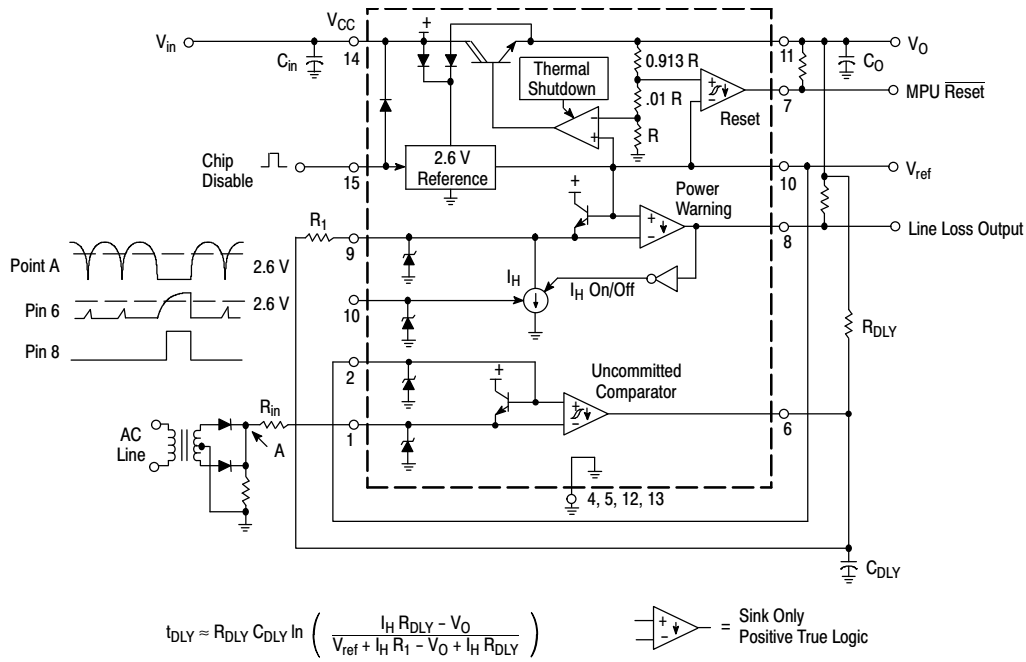 V_in
C_in
V_CC
14
Thermal
Shutdown
0.913 R
.01 R
R
Reset
11
C_O
V_O
7
MPU R̅e̅s̅e̅t̅
Chip
Disable
15
2.6 V
Reference
10
V_ref
Power
Warning
8
Line Loss Output
R_1
9
I_H
I_H On/Off
10
Point A
2.6 V
Pin 6
2.6 V
Pin 8
R_DLY
2
Uncommitted
Comparator
6
AC
Line
R_in
A
1
4, 5, 12, 13
C_DLY
t_DLY ≈ R_DLY C_DLY ln ( (I_H R_DLY – V_O) / (V_ref + I_H R_1 – V_O + I_H R_DLY) )
= Sink Only
Positive True Logic